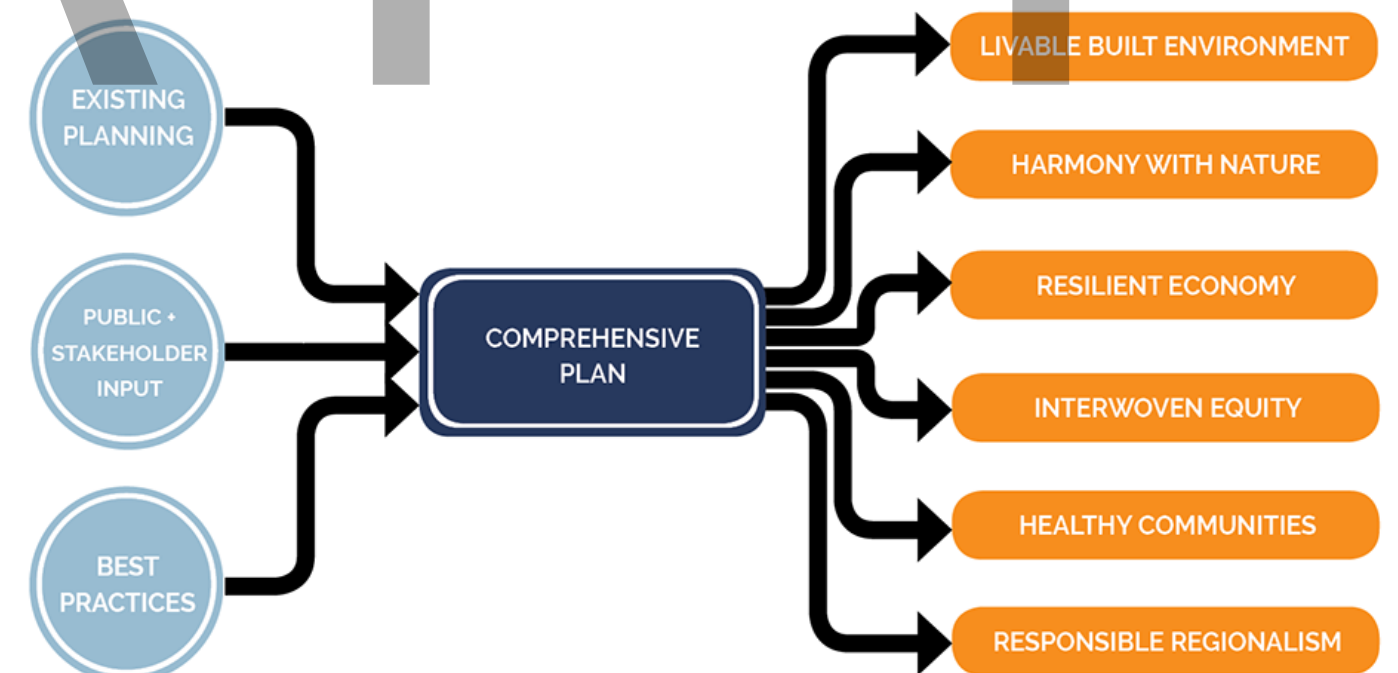 EXISTING
PLANNING
PUBLIC +
STAKEHOLDER
INPUT
BEST
PRACTICES
COMPREHENSIVE
PLAN
LIVABLE BUILT ENVIRONMENT
HARMONY WITH NATURE
RESILIENT ECONOMY
INTERWOVEN EQUITY
HEALTHY COMMUNITIES
RESPONSIBLE REGIONALISM